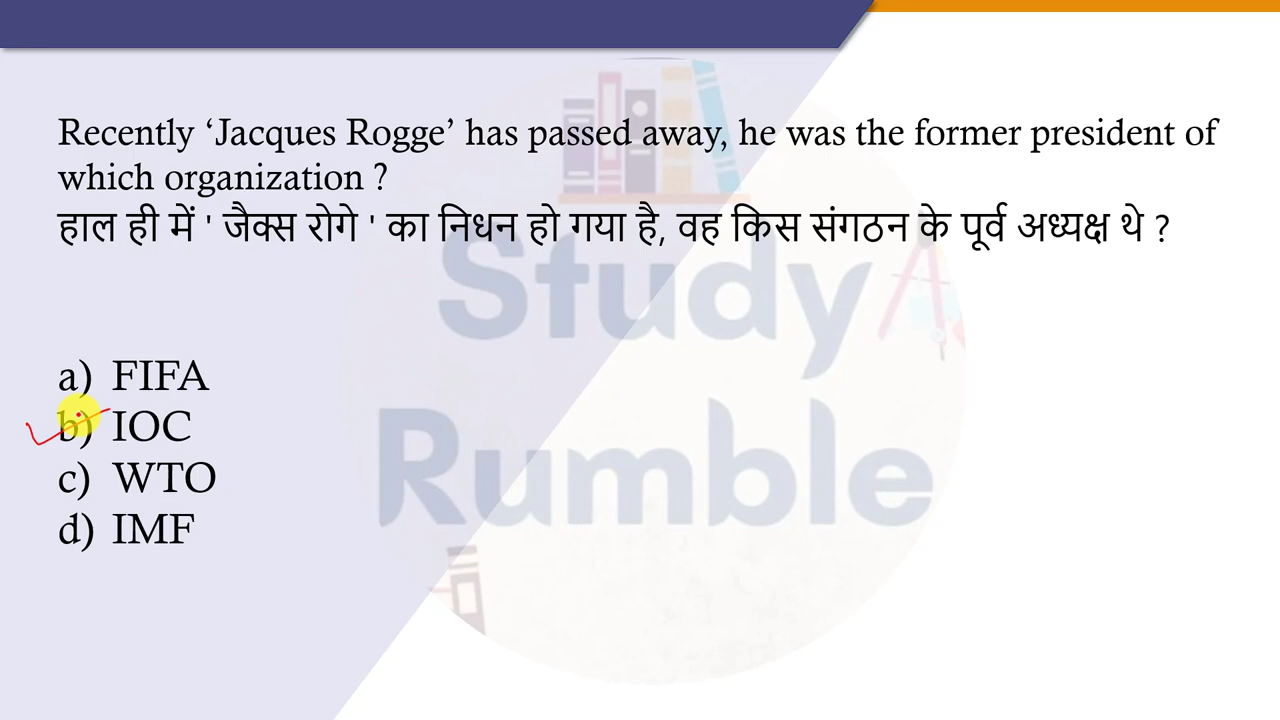 Recently ‘Jacques Rogge’ has passed away, he was the former president of
which organization ?
हाल ही में ' जैक्स रोगे ' का निधन हो गया है, वह किस संगठन के पूर्व अध्यक्ष थे ?
Study
Rumble
a) FIFA
b) IOC
c) WTO
d) IMF